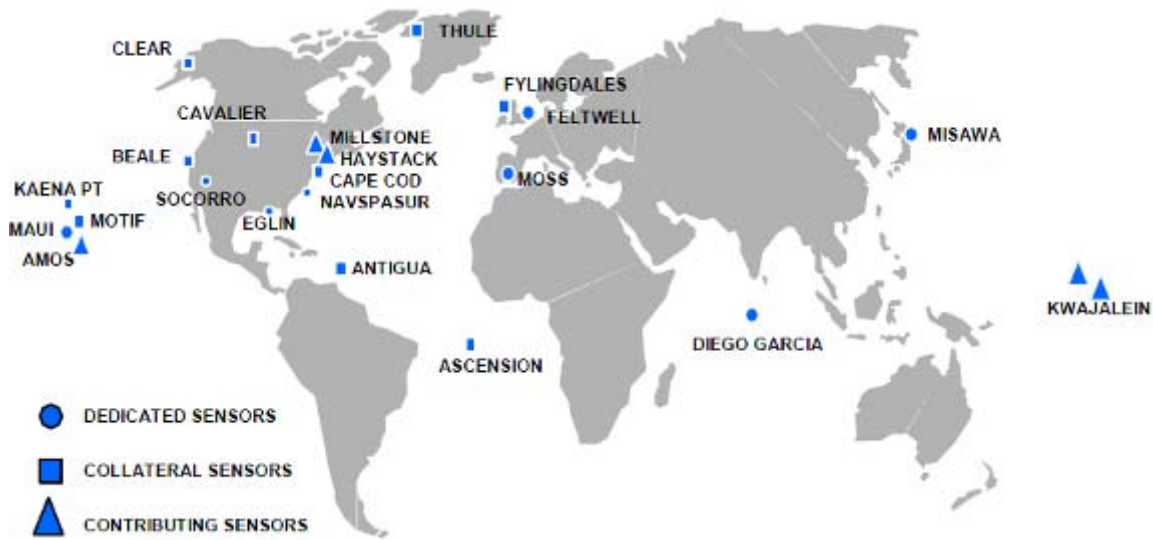 THULE
CLEAR
FYLINGDALES
CAVALIER
FELTWELL
MILLSTONE
MISAWA
BEALE
HAYSTACK
CAPE COD
MOSS
KAENA PT
SOCORRO
NAVSPASUR
MOTIF
EGLIN
MAUI
AMOS
ANTIGUA
KWAJALEIN
DIEGO GARCIA
ASCENSION
DEDICATED SENSORS
COLLATERAL SENSORS
CONTRIBUTING SENSORS